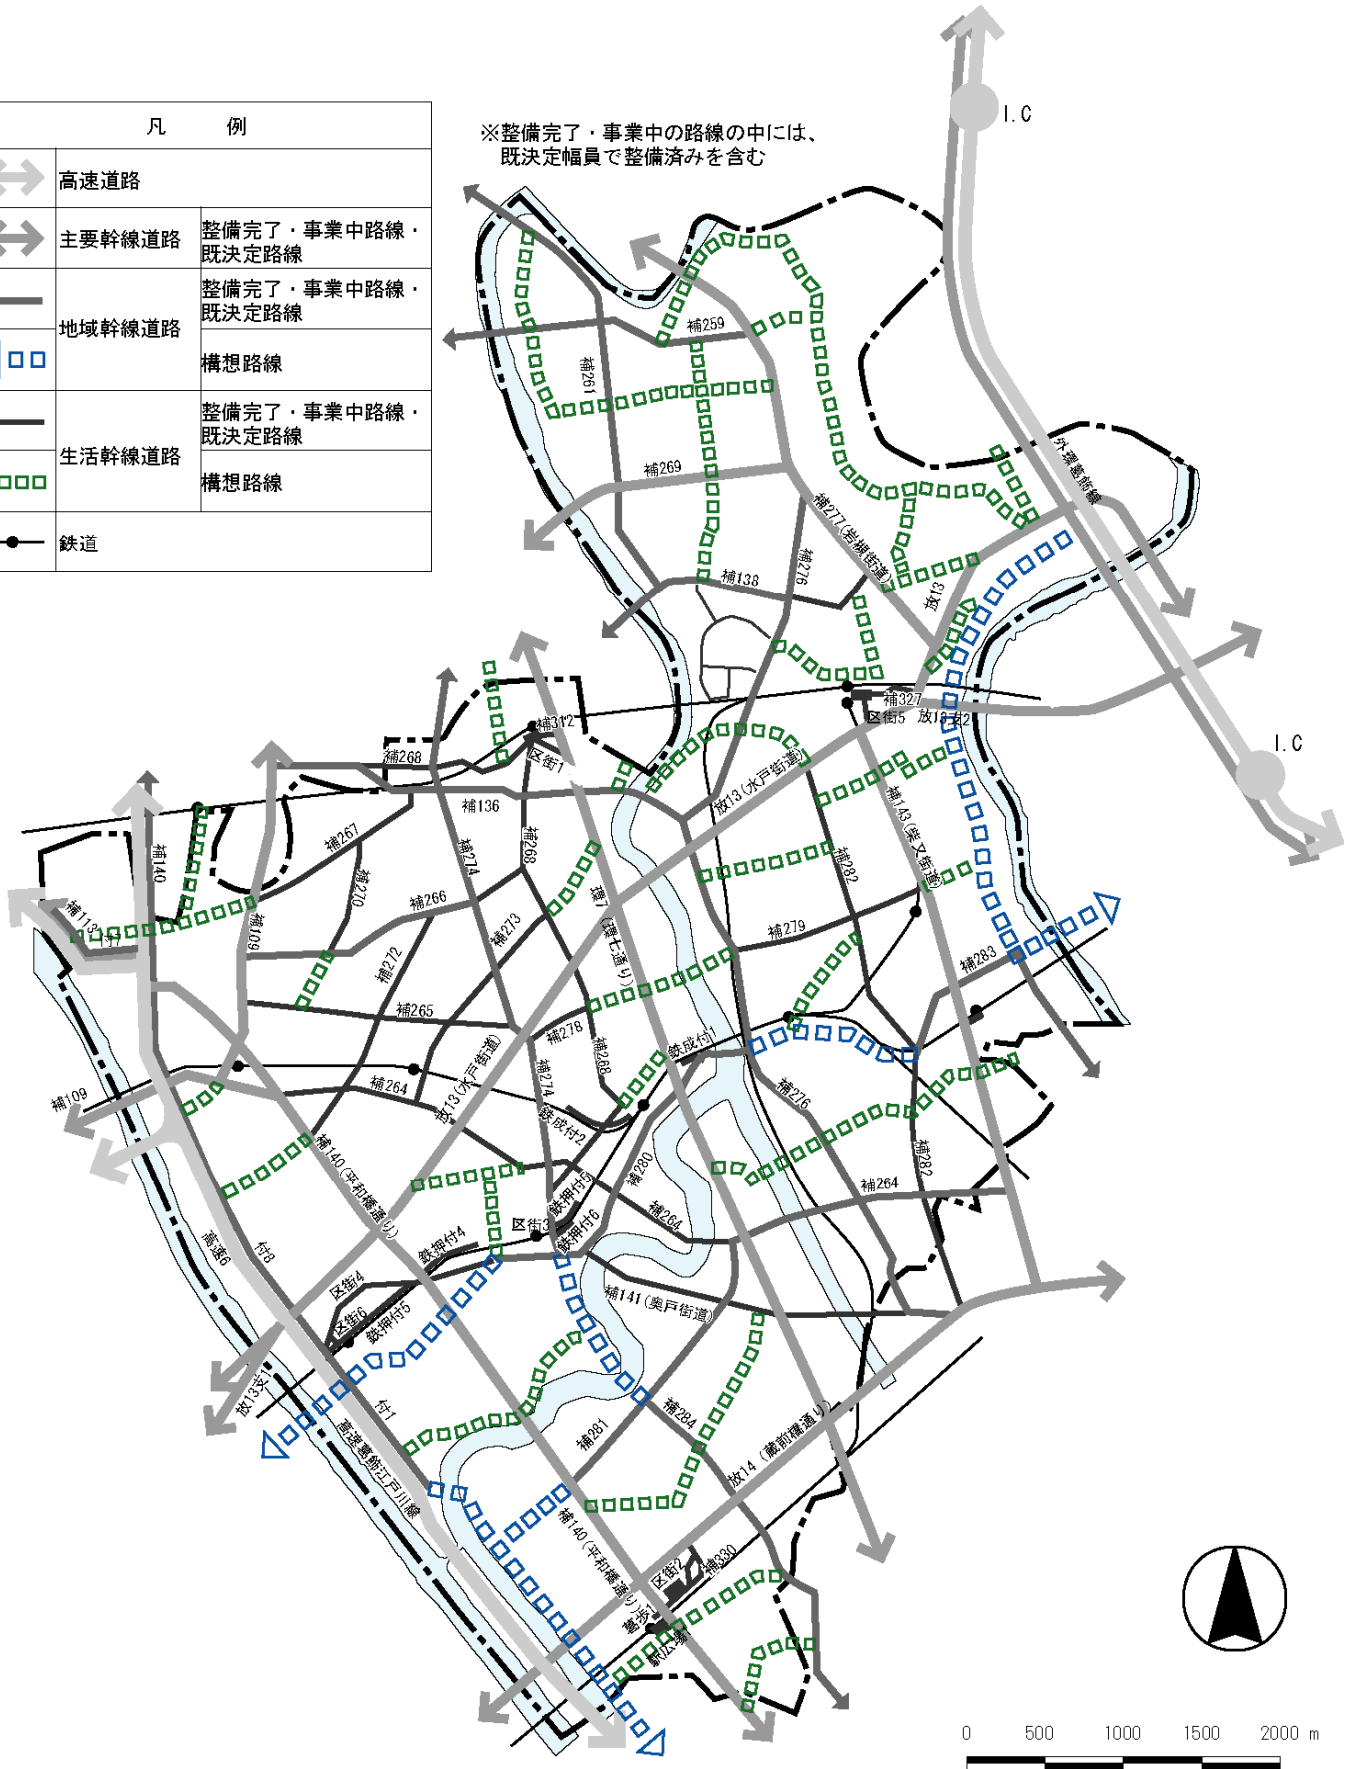 凡　例
高速道路
主要幹線道路
整備完了・事業中路線・
既決定路線
地域幹線道路
整備完了・事業中路線・
既決定路線
構想路線
生活幹線道路
整備完了・事業中路線・
既決定路線
構想路線
鉄道
※整備完了・事業中の路線の中には、
既決定幅員で整備済みを含む
I.C
補259
補261
外環葛飾線
補269
補277(岩槻街道)
補276
補138
放13
補327
区街5
放13支2
補312
区街1
補268
I.C
補136
放13(水戸街道)
補143(柴又街道)
補267
補140
補274
補268
補282
補270
補266
補113
付7
補109
補273
環7(環七通り)
補279
補272
補283
補265
補278
鉄成付1
補268
補109
補264
放13(水戸街道)
補274
補276
鉄成付2
補140(平和橋通り)
補280
補282
鉄押付5
補264
補264
区街3
鉄押付6
鉄押付4
高速6
付8
区街4
補141(奥戸街道)
区街6
鉄押付5
放13支1
付1
補284
高速葛飾江戸川線
補281
放14(蔵前橋通り)
補140(平和橋通り)
区街2
補330
葛歩1
駅広場
0
500
1000
1500
2000 m